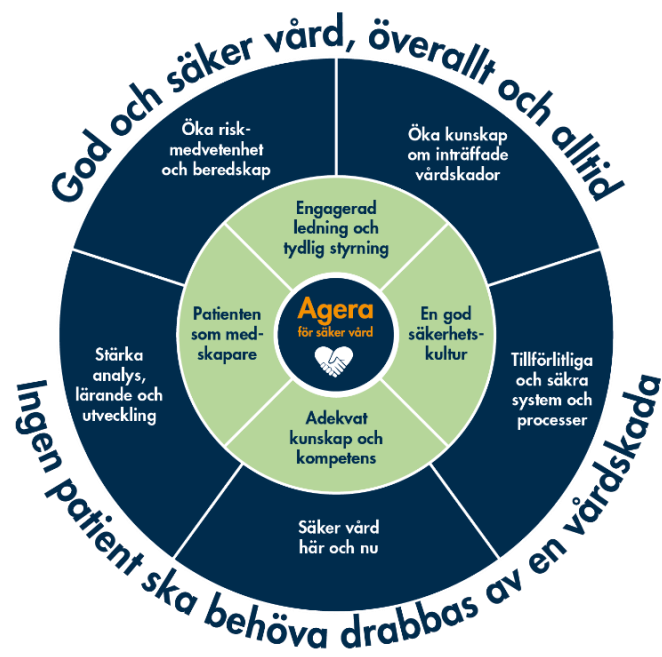 God och säker vård, överallt och alltid
Öka risk-
medvetenhet
och beredskap
Öka kunskap
om inträffade
vårdskador
Engagerad
ledning och
tydlig styrning
Patienten
som med-
skapare
Agera
för säker vård
En god
säkerhets-
kultur
Stärka
analys,
lärande och
utveckling
Tillförlitliga
och säkra
system och
processer
Adekvat
kunskap och
kompetens
Säker vård
här och nu
Ingen patient ska behöva drabbas av en vårdskada